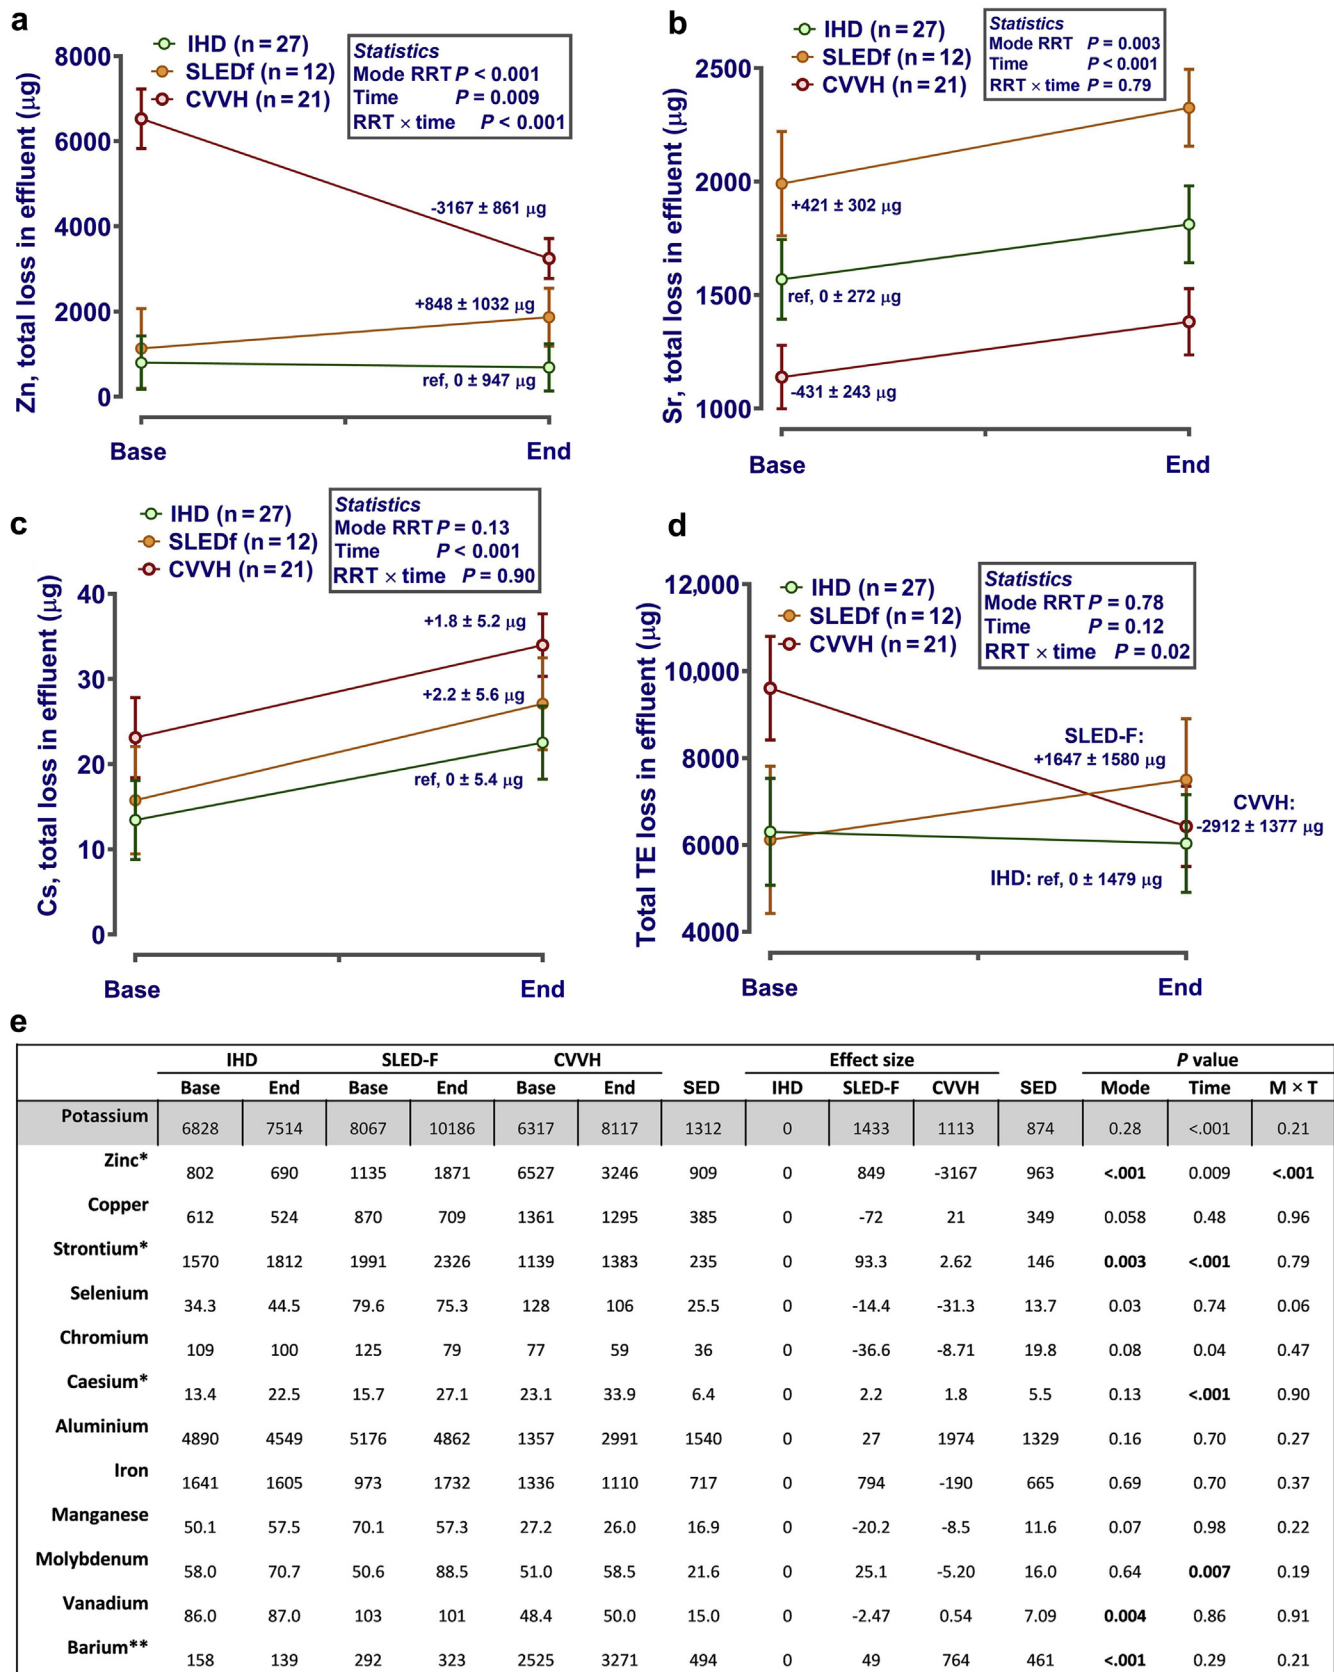 a
IHD (n = 27)
SLEDf (n = 12)
CVVH (n = 21)
Statistics
Mode RRT P < 0.001
Time P = 0.009
RRT × time P < 0.001
Zn, total loss in effluent (µg)
8000
6000
4000
2000
0
-3167 ± 861 µg
+848 ± 1032 µg
ref, 0 ± 947 µg
Base End
b
IHD (n = 27)
SLEDf (n = 12)
CVVH (n = 21)
Statistics
Mode RRT P = 0.003
Time P < 0.001
RRT × time P = 0.79
Sr, total loss in effluent (µg)
2500
2000
1500
1000
+421 ± 302 µg
ref, 0 ± 272 µg
-431 ± 243 µg
Base End
c
IHD (n = 27)
SLEDf (n = 12)
CVVH (n = 21)
Statistics
Mode RRT P = 0.13
Time P < 0.001
RRT × time P = 0.90
Cs, total loss in effluent (µg)
40
30
20
10
0
+1.8 ± 5.2 µg
+2.2 ± 5.6 µg
ref, 0 ± 5.4 µg
Base End
d
IHD (n = 27)
SLEDf (n = 12)
CVVH (n = 21)
Statistics
Mode RRT P = 0.78
Time P = 0.12
RRT × time P = 0.02
Total TE loss in effluent (µg)
12,000
10,000
8000
6000
4000
SLED-F:
+1647 ± 1580 µg
CVVH:
-2912 ± 1377 µg
IHD: ref, 0 ± 1479 µg
Base End
e
IHD SLED-F CVVH Effect size P value
Base End Base End Base End SED IHD SLED-F CVVH SED Mode Time M × T
Potassium 6828 7514 8067 10186 6317 8117 1312 0 1433 1113 874 0.28 <.001 0.21
Zinc* 802 690 1135 1871 6527 3246 909 0 849 -3167 963 <.001 0.009 <.001
Copper 612 524 870 709 1361 1295 385 0 -72 21 349 0.058 0.48 0.96
Strontium* 1570 1812 1991 2326 1139 1383 235 0 93.3 2.62 146 0.003 <.001 0.79
Selenium 34.3 44.5 79.6 75.3 128 106 25.5 0 -14.4 -31.3 13.7 0.03 0.74 0.06
Chromium 109 100 125 79 77 59 36 0 -36.6 -8.71 19.8 0.08 0.04 0.47
Caesium* 13.4 22.5 15.7 27.1 23.1 33.9 6.4 0 2.2 1.8 5.5 0.13 <.001 0.90
Aluminium 4890 4549 5176 4862 1357 2991 1540 0 27 1974 1329 0.16 0.70 0.27
Iron 1641 1605 973 1732 1336 1110 717 0 794 -190 665 0.69 0.70 0.37
Manganese 50.1 57.5 70.1 57.3 27.2 26.0 16.9 0 -20.2 -8.5 11.6 0.07 0.98 0.22
Molybdenum 58.0 70.7 50.6 88.5 51.0 58.5 21.6 0 25.1 -5.20 16.0 0.64 0.007 0.19
Vanadium 86.0 87.0 103 101 48.4 50.0 15.0 0 -2.47 0.54 7.09 0.004 0.86 0.91
Barium** 158 139 292 323 2525 3271 494 0 49 764 461 <.001 0.29 0.21